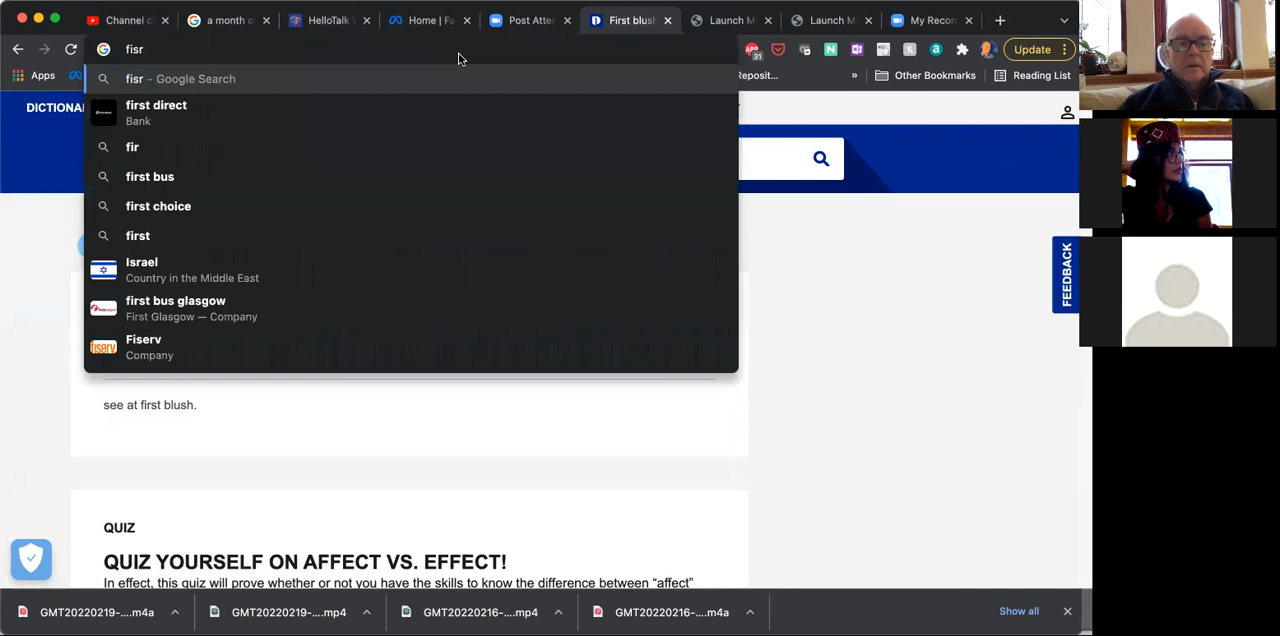 Channel c
a month of
HelloTalk
Home | Fa
Post Atter
First blush
Launch M
Launch M
My Recor
fisr
31
Update
Apps
Reposit...
»
Other Bookmarks
Reading List
fisr - Google Search
DICTIONA
first direct
Bank
fir
first bus
first choice
first
Israel
Country in the Middle East
first bus glasgow
First Glasgow — Company
fiserv
Fiserv
Company
FEEDBACK
see at first blush.
QUIZ
QUIZ YOURSELF ON AFFECT VS. EFFECT!
In effect, this quiz will prove whether or not you have the skills to know the difference between “affect”
GMT20220219-....m4a
GMT20220219-....mp4
GMT20220216-....mp4
GMT20220216-....m4a
Show all